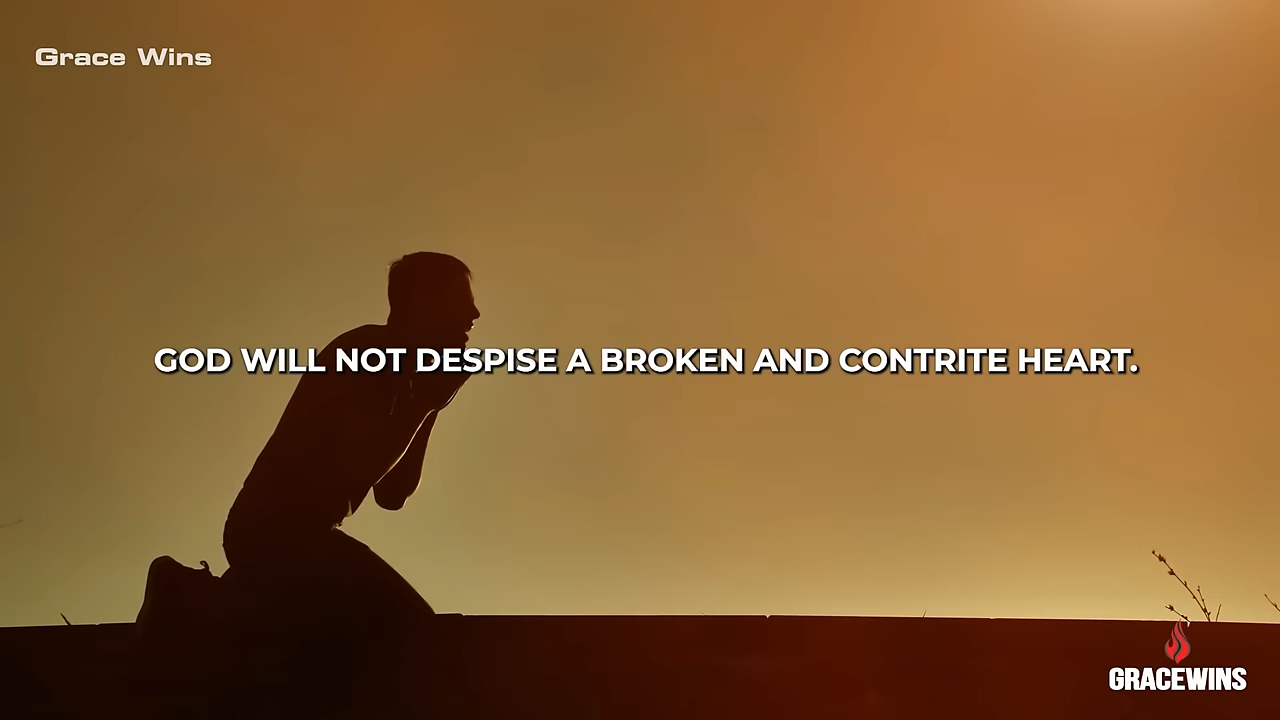 Grace Wins
GOD WILL NOT DESPISE A BROKEN AND CONTRITE HEART.
GRACEWINS